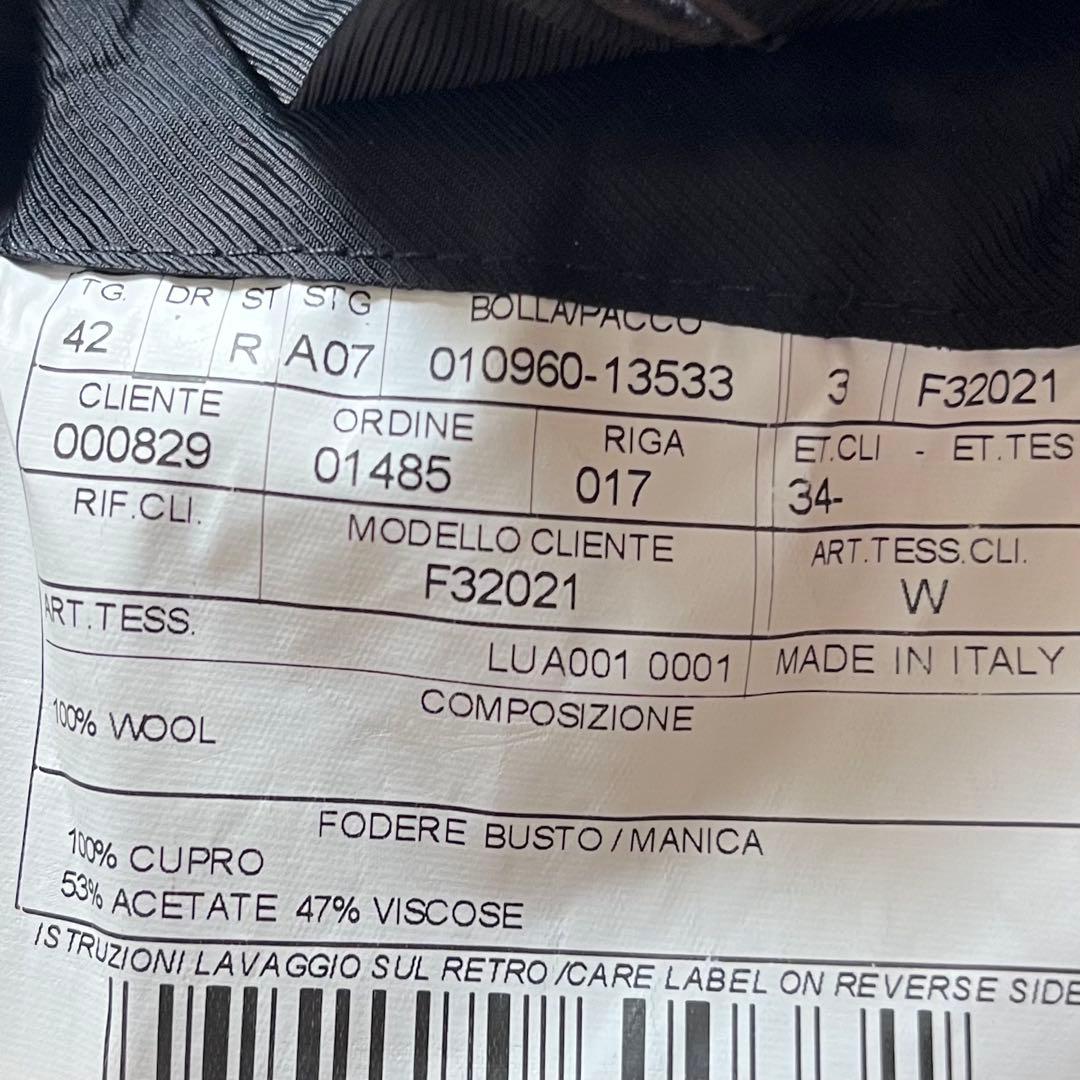 TG. DR ST STG BOLLA/PACCO
42 R A07 010960-13533 3 F32021
CLIENTE ORDINE RIGA ET.CLI - ET.TES
000829 01485 017 34-
RIF.CLI. MODELLO CLIENTE ART.TESS.CLI.
F32021 W
ART.TESS.
LUA001 0001 MADE IN ITALY
COMPOSIZIONE
100% WOOL
FODERE BUSTO/MANICA
100% CUPRO
53% ACETATE 47% VISCOSE
ISTRUZIONI LAVAGGIO SUL RETRO/CARE LABEL ON REVERSE SIDE